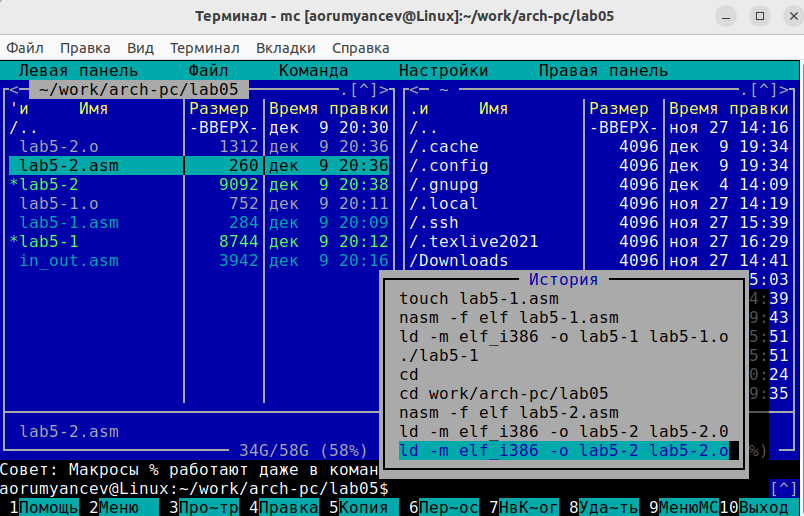 Терминал - mc [aorumyancev@Linux]:~/work/arch-pc/lab05
Файл Правка Вид Терминал Вкладки Справка
Левая панель Файл Команда Настройки Правая панель
<- ~/work/arch-pc/lab05 .[^]> <- ~ .[^]>
'и Имя Размер Время правки .и Имя Размер Время правки
/.. -ВВЕРХ- дек 9 20:30 /.. -ВВЕРХ- ноя 27 14:16
lab5-2.o 1312 дек 9 20:36 /.cache 4096 дек 9 19:34
lab5-2.asm 260 дек 9 20:36 /.config 4096 дек 9 19:34
*lab5-2 9092 дек 9 20:38 /.gnupg 4096 дек 4 14:09
lab5-1.o 752 дек 9 20:11 /.local 4096 ноя 27 14:19
lab5-1.asm 284 дек 9 20:09 /.ssh 4096 ноя 27 15:39
*lab5-1 8744 дек 9 20:12 /.texlive2021 4096 ноя 27 16:29
in_out.asm 3942 дек 9 20:16 /Downloads 4096 ноя 27 14:41
История 5:03
touch lab5-1.asm 4:39
nasm -f elf lab5-1.asm 9:43
ld -m elf_i386 -o lab5-1 lab5-1.o 5:51
./lab5-1 5:51
cd 0:24
cd work/arch-pc/lab05 9:35
nasm -f elf lab5-2.asm
lab5-2.asm ld -m elf_i386 -o lab5-2 lab5-2.0
34G/58G (58%) ld -m elf_i386 -o lab5-2 lab5-2.o %)
Совет: Макросы % работают даже в коман
aorumyancev@Linux:~/work/arch-pc/lab05$ [^]
1Помощь 2Меню 3Про~тр 4Правка 5Копия 6Пер~ос 7НвК~ог 8Уда~ть 9МенюMC 10Выход